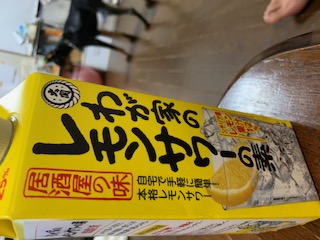 わが家の
レモンサワーの素
居酒屋の味
自宅で手軽に簡単!
本格レモンサワー
25%